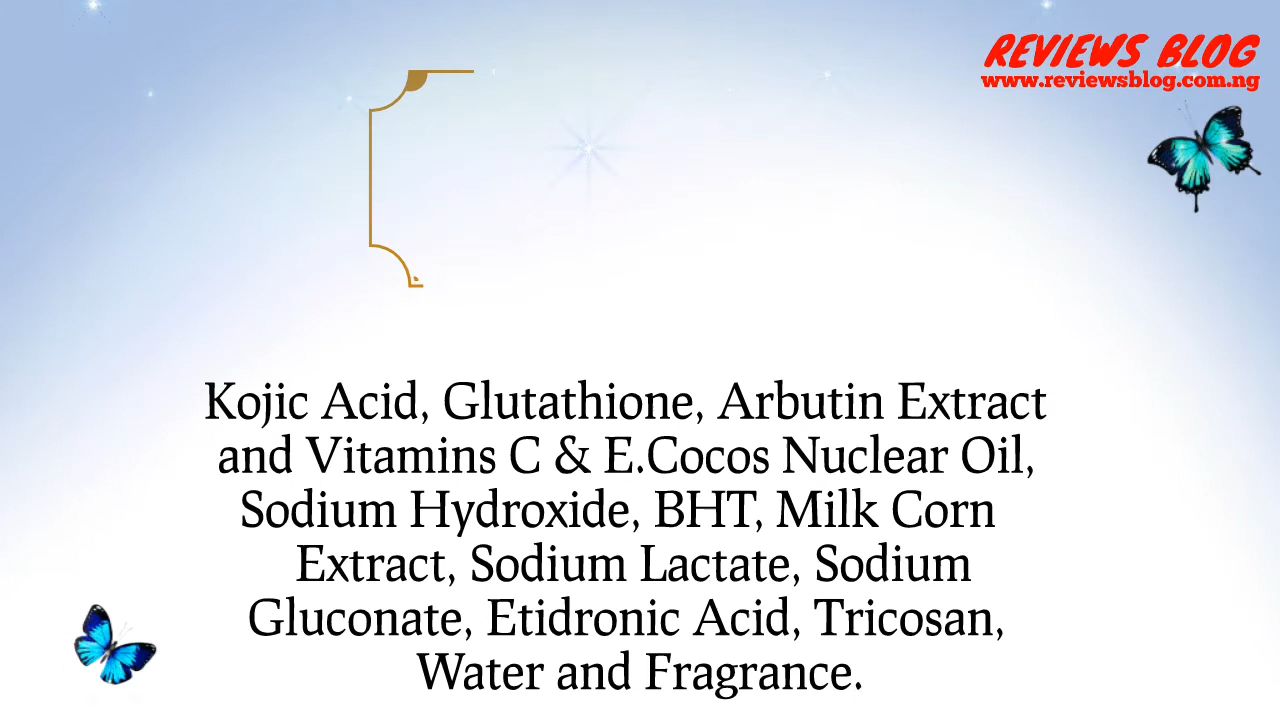 REVIEWS BLOG
www.reviewsblog.com.ng
Kojic Acid, Glutathione, Arbutin Extract
and Vitamins C & E.Cocos Nuclear Oil,
Sodium Hydroxide, BHT, Milk Corn
Extract, Sodium Lactate, Sodium
Gluconate, Etidronic Acid, Tricosan,
Water and Fragrance.